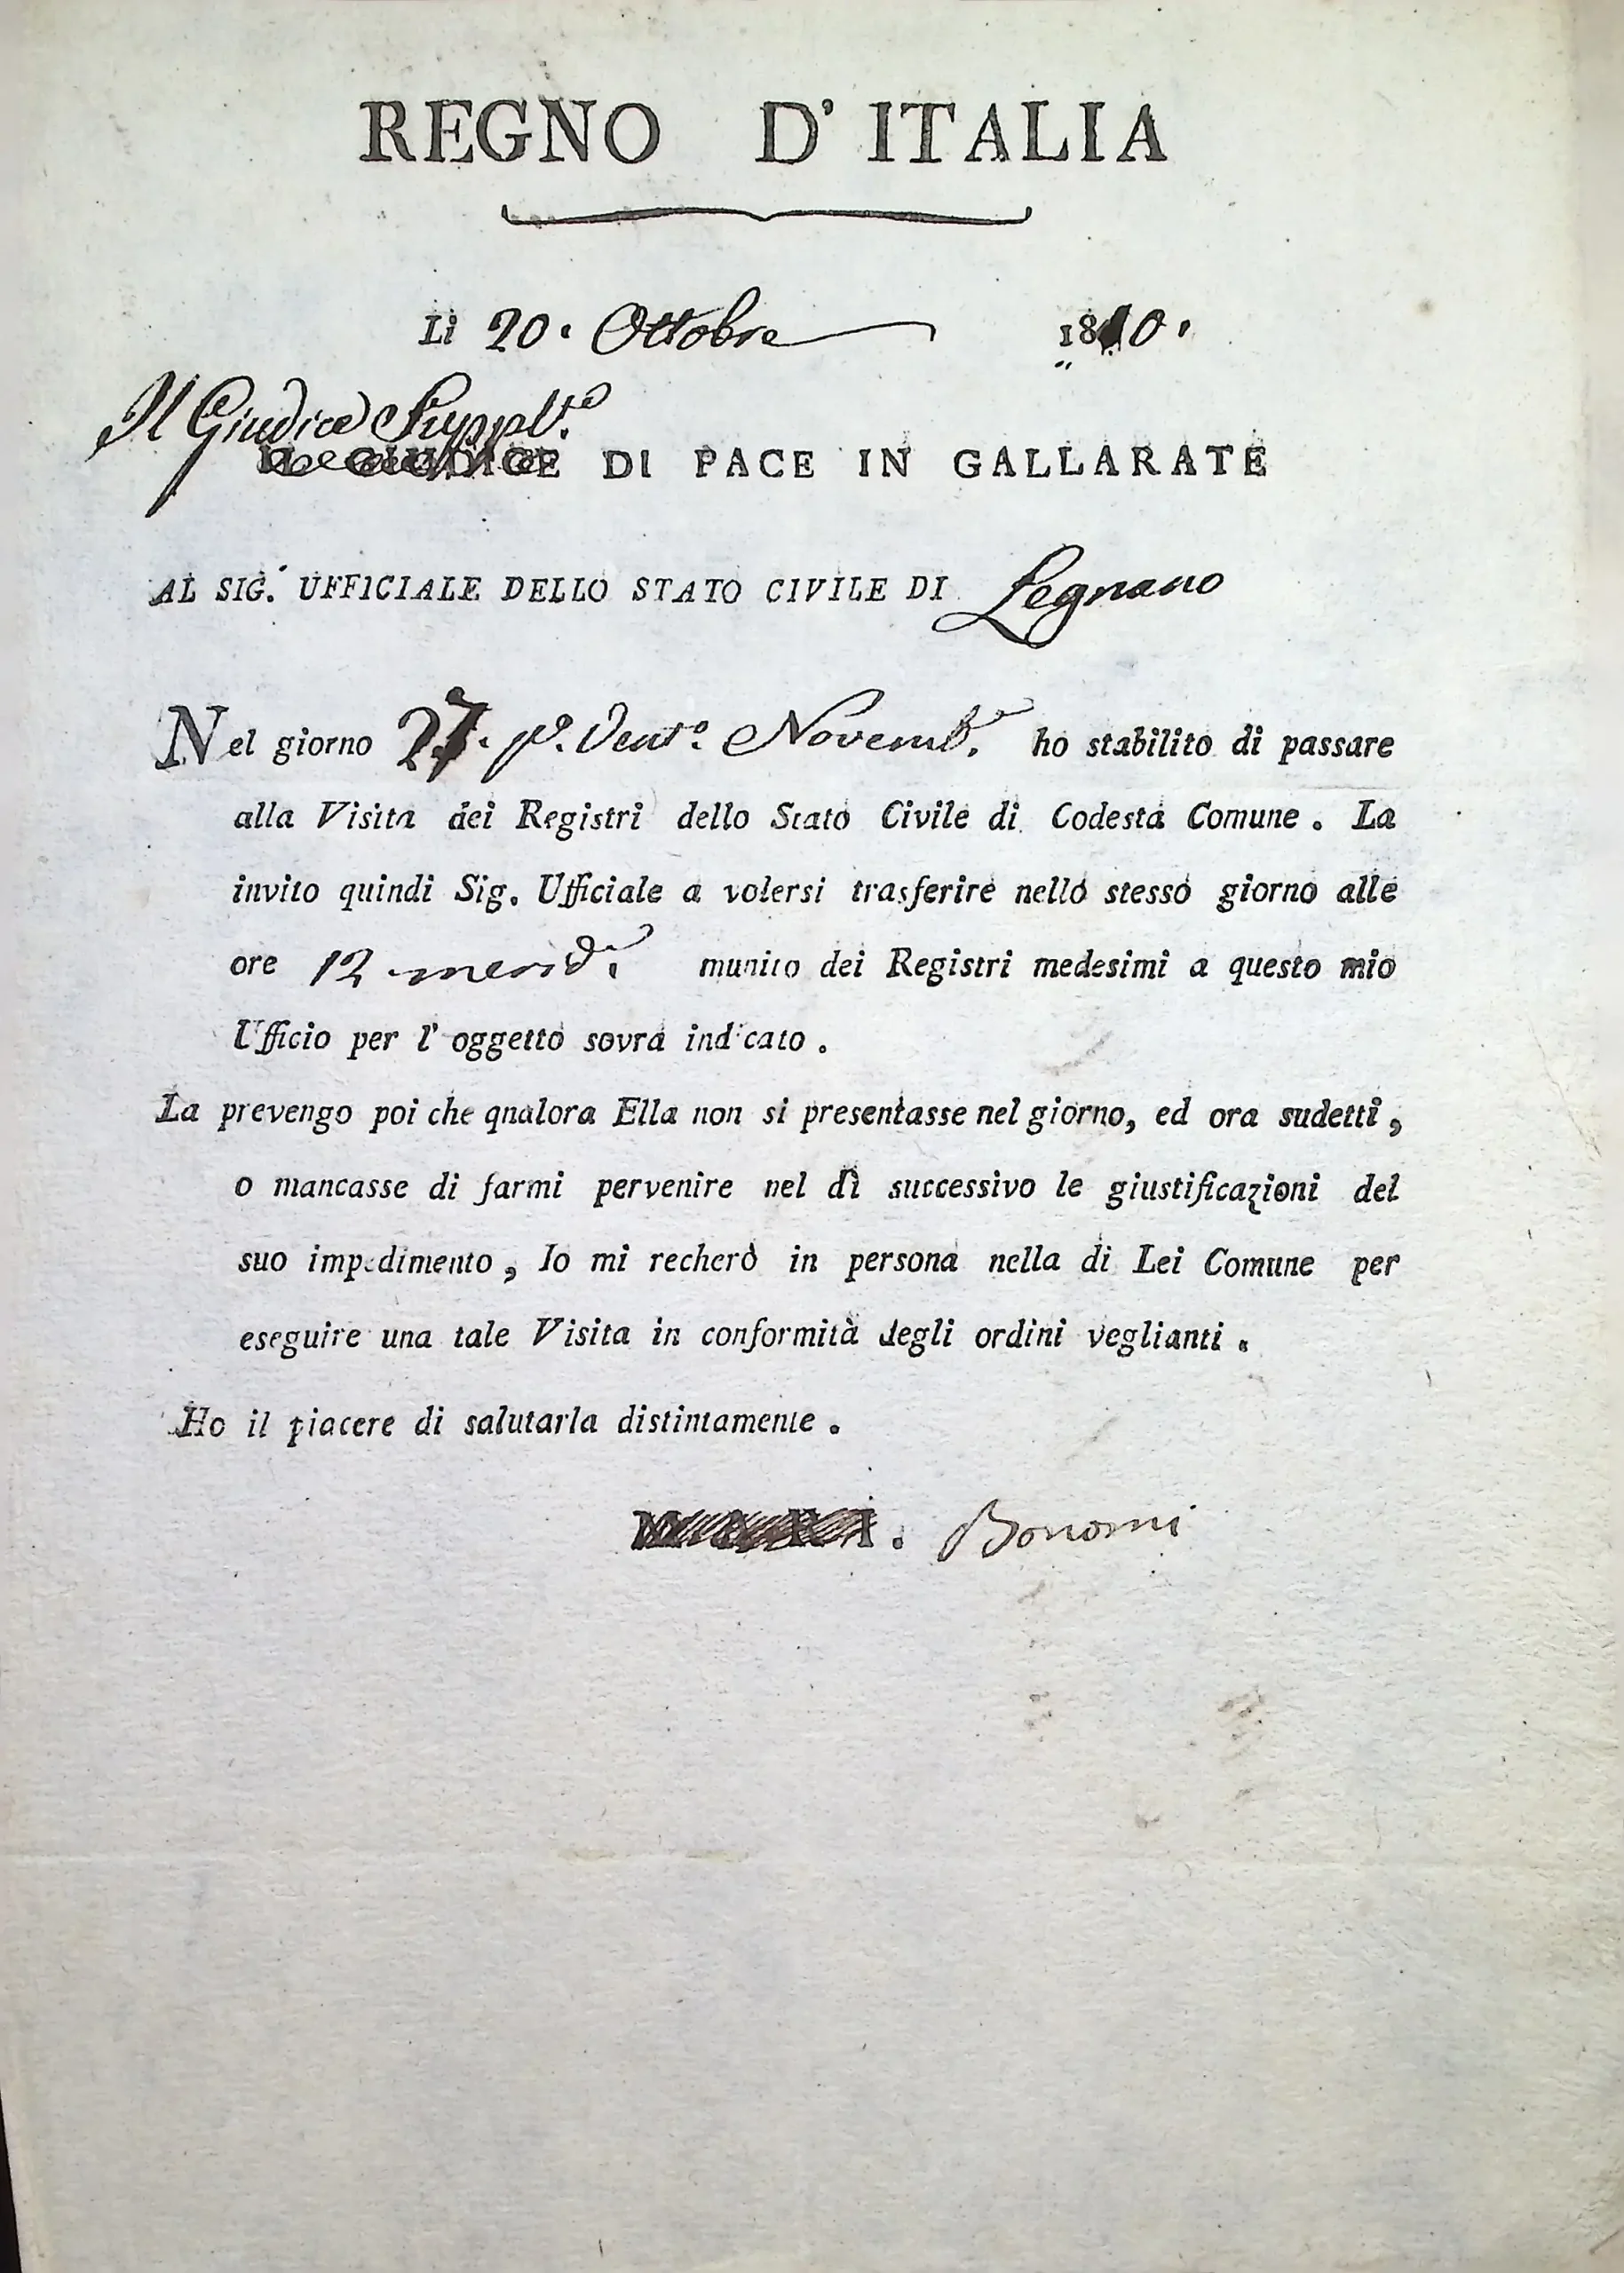 REGNO D' ITALIA
Lì 20. Ottobre 1810.
Il Giudice Suppl.te
IL GIUDICE DI PACE IN GALLARATE
AL SIG.r UFFICIALE DELLO STATO CIVILE DI Legnano
Nel giorno 27. p.o Vent.o Novemb.e ho stabilito di passare
alla Visita dei Registri dello Stato Civile di Codesta Comune . La
invito quindi Sig. Ufficiale a volersi trasferire nello stesso giorno alle
ore 12 merid.e munito dei Registri medesimi a questo mio
Ufficio per l' oggetto sovra indicato .
La prevengo poi che qualora Ella non si presentasse nel giorno, ed ora sudetti ,
o mancasse di farmi pervenire nel dì successivo le giustificazioni del
suo impedimento , Io mi recherò in persona nella di Lei Comune per
eseguire una tale Visita in conformità degli ordini veglianti .
Ho il piacere di salutarla distintamente .
Bonomi